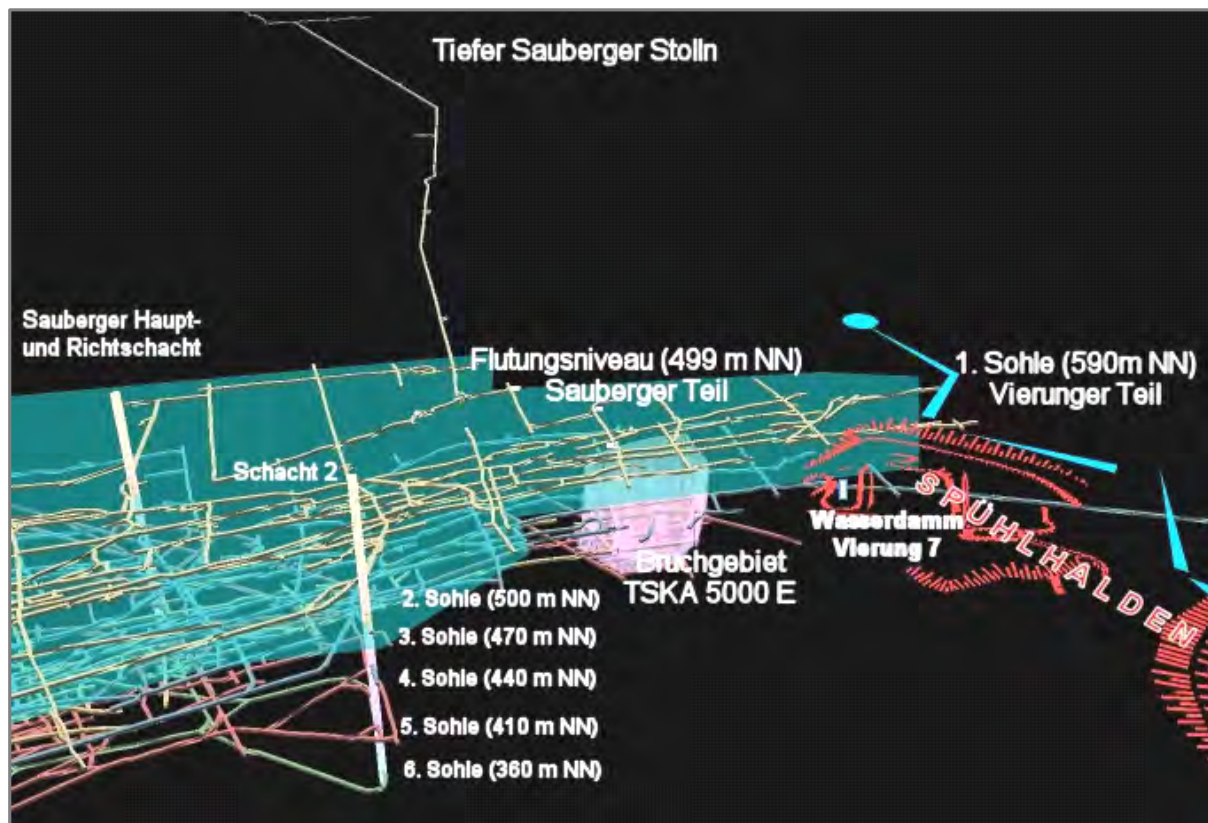 Tiefer Sauberger Stolln
Sauberger Haupt-
und Richtschacht
Flutungsniveau (499 m NN)
Sauberger Teil
1. Sohle (590m NN)
Vierunger Teil
Schacht 2
Wasserdamm
Vierung 7
SPÜHLHALDEN
Bruchgebiet
TSKA 5000 E
2. Sohle (500 m NN)
3. Sohle (470 m NN)
4. Sohle (440 m NN)
5. Sohle (410 m NN)
6. Sohle (360 m NN)